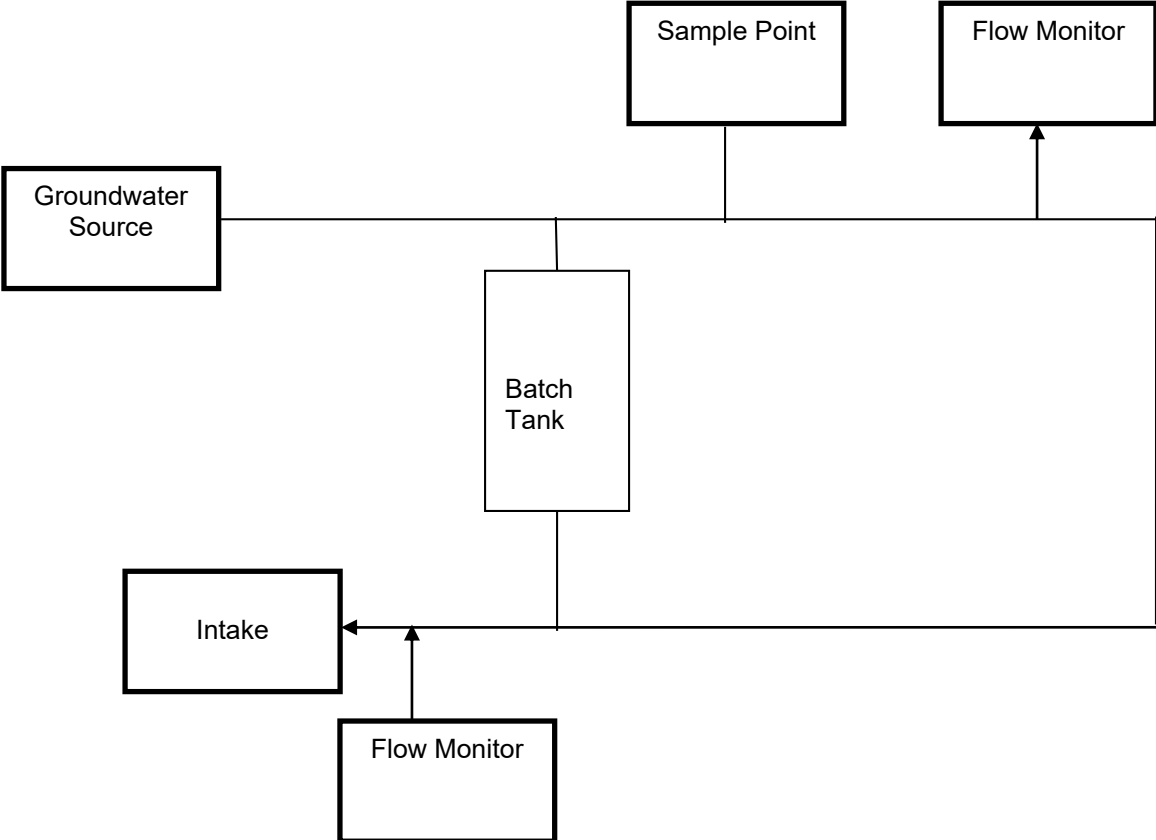 Sample Point
Flow Monitor
Groundwater
Source
Batch
Tank
Intake
Flow Monitor